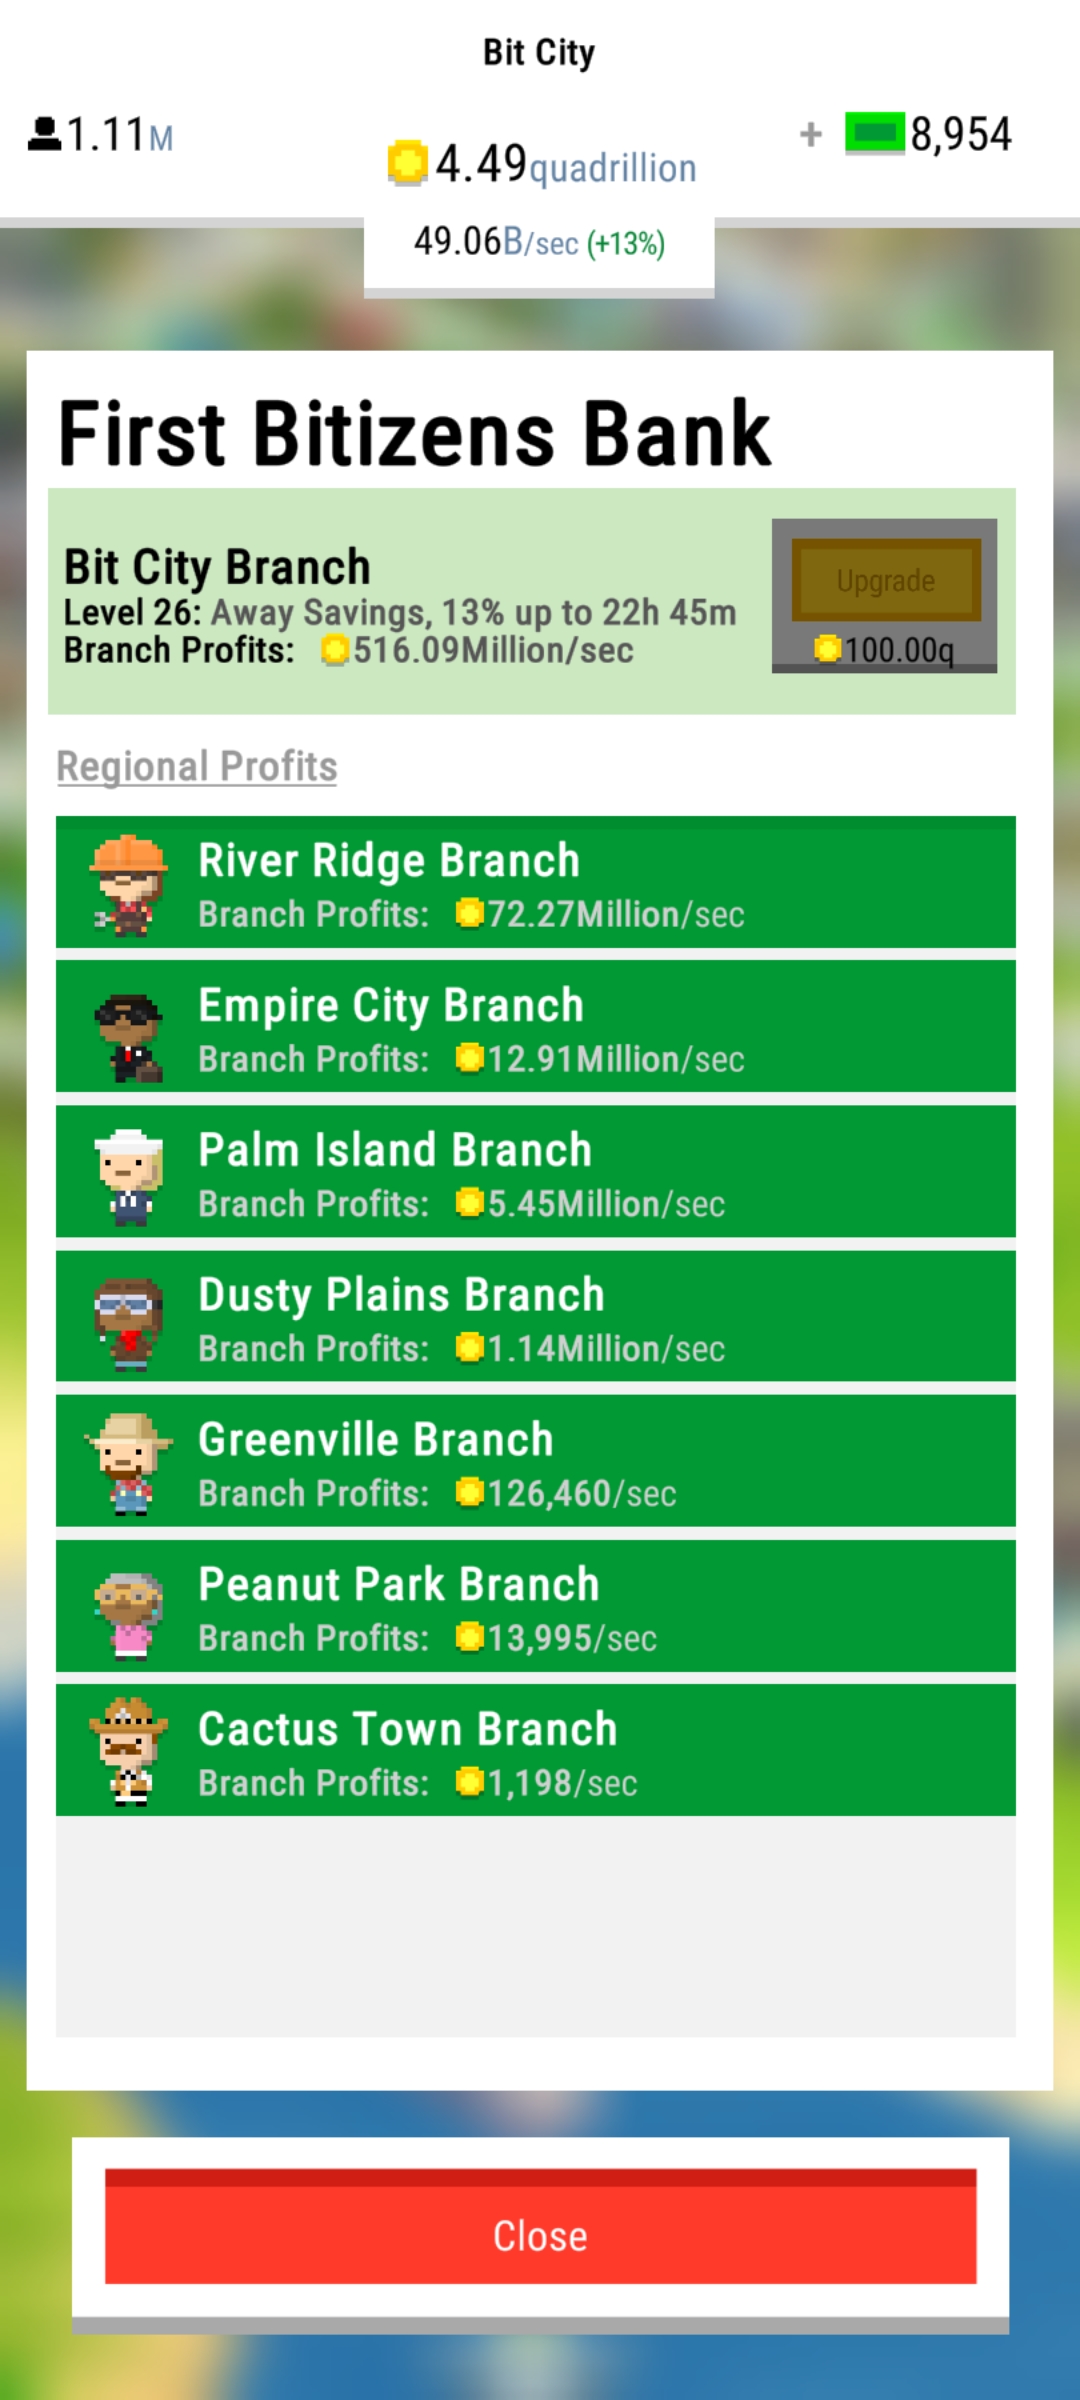 Bit City
1.11M
4.49quadrillion
+ 8,954
49.06B/sec (+13%)
First Bitizens Bank
Bit City Branch
Level 26: Away Savings, 13% up to 22h 45m
Branch Profits: 516.09Million/sec
Upgrade
100.00q
Regional Profits
River Ridge Branch
Branch Profits: 72.27Million/sec
Empire City Branch
Branch Profits: 12.91Million/sec
Palm Island Branch
Branch Profits: 5.45Million/sec
Dusty Plains Branch
Branch Profits: 1.14Million/sec
Greenville Branch
Branch Profits: 126,460/sec
Peanut Park Branch
Branch Profits: 13,995/sec
Cactus Town Branch
Branch Profits: 1,198/sec
Close